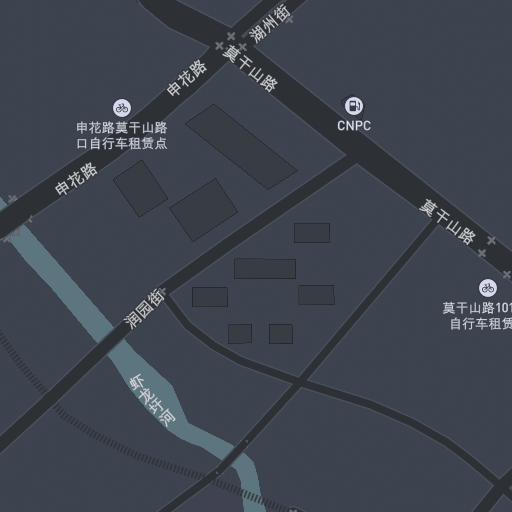 湖州街
莫干山路
申花路
CNPC
申花路莫干山路
口自行车租赁点
申花路
莫干山路
莫干山路101
自行车租赁
润园街
虾龙圩河